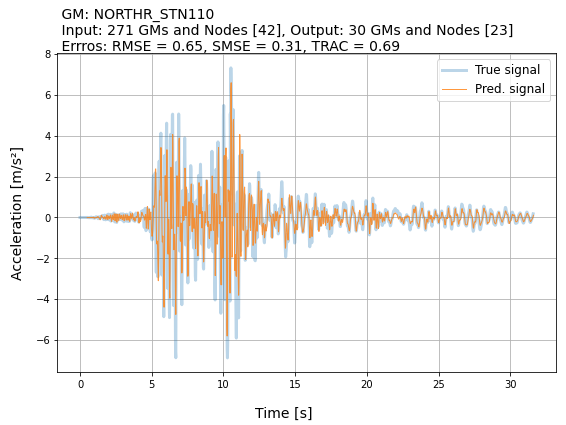 GM: NORTHR_STN110
Input: 271 GMs and Nodes [42], Output: 30 GMs and Nodes [23]
Errros: RMSE = 0.65, SMSE = 0.31, TRAC = 0.69
True signal
Pred. signal
8
6
4
2
0
−2
−4
−6
Acceleration [m/s²]
0 5 10 15 20 25 30
Time [s]